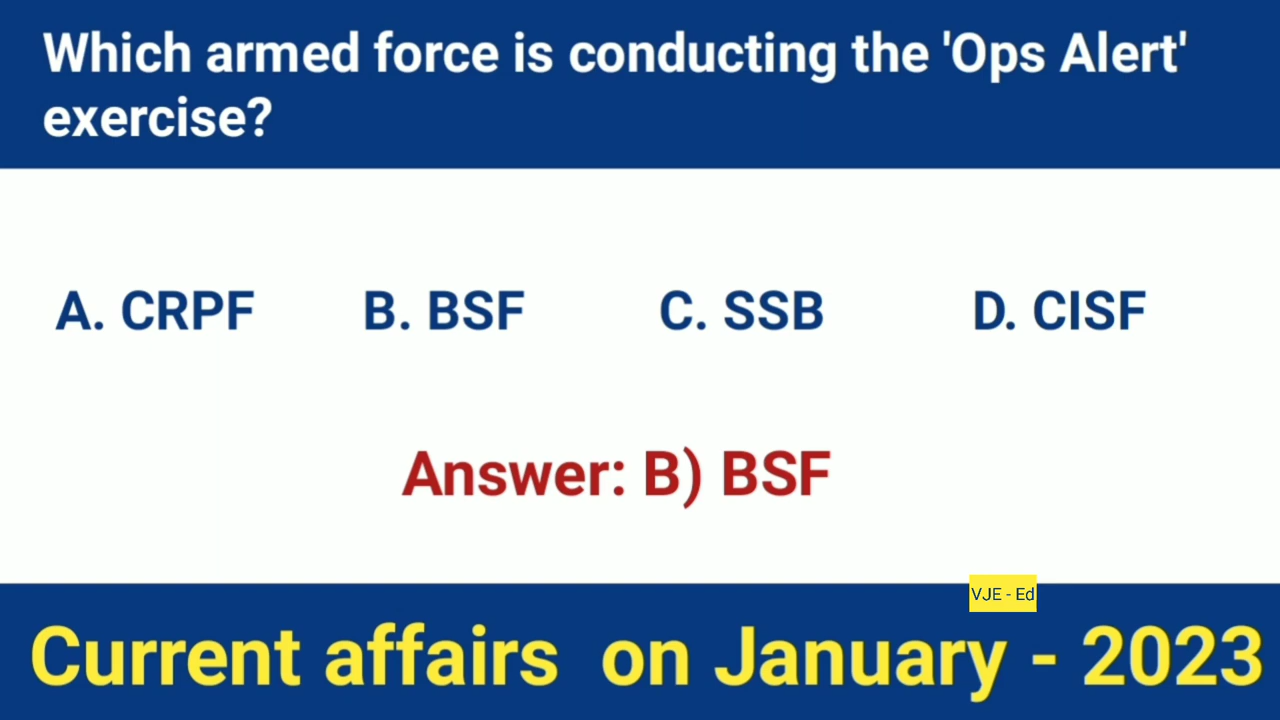 Which armed force is conducting the 'Ops Alert'
exercise?
A. CRPF B. BSF C. SSB D. CISF
Answer: B) BSF
VJE - Ed
Current affairs on January - 2023